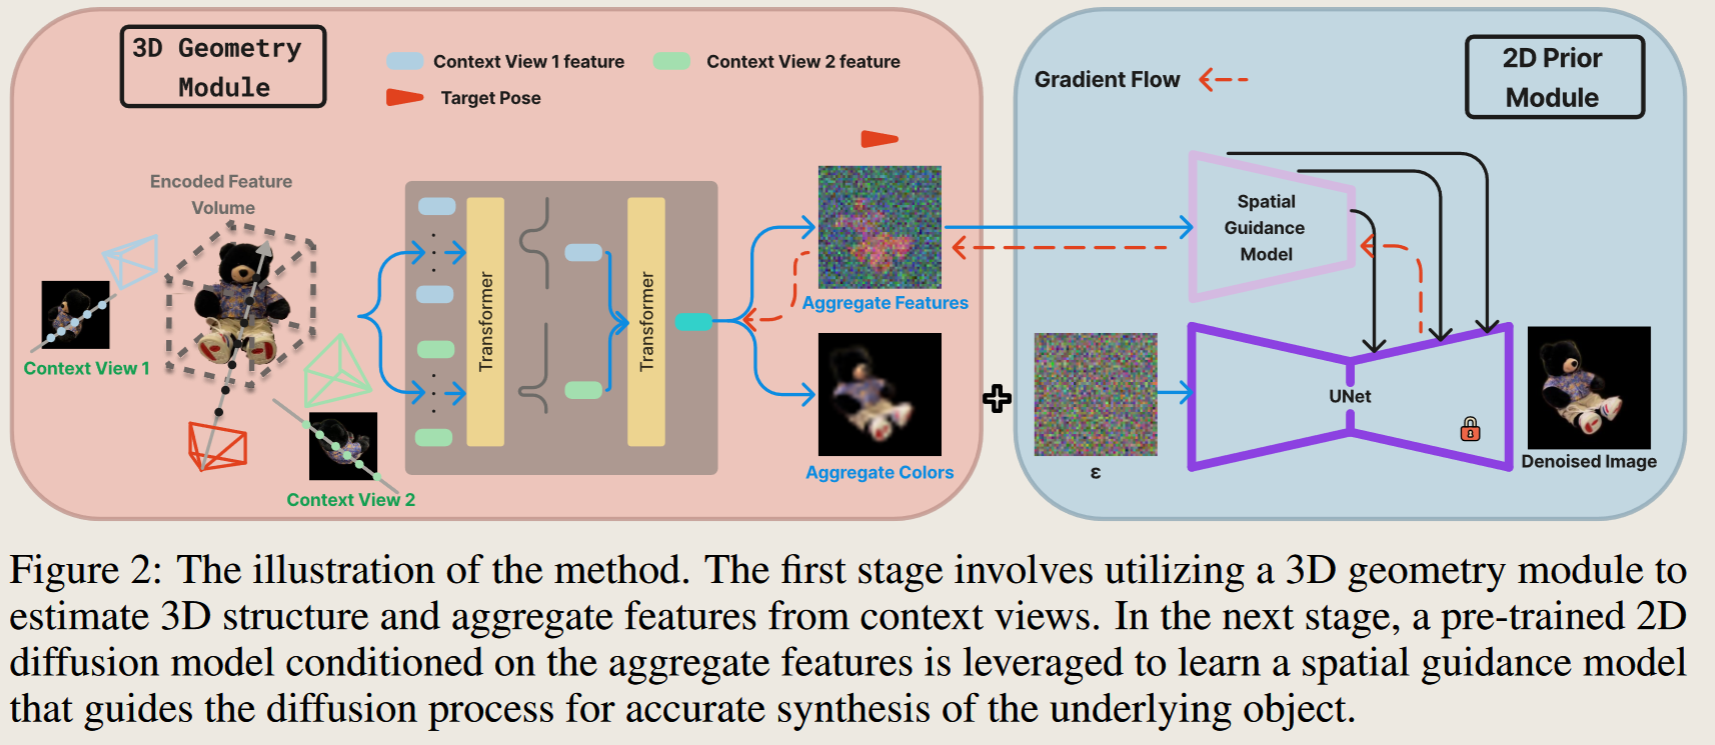 3D Geometry
Module
Context View 1 feature
Context View 2 feature
Target Pose
Gradient Flow
2D Prior
Module
Encoded Feature
Volume
Context View 1
Context View 2
Transformer
Transformer
Aggregate Features
Aggregate Colors
Spatial
Guidance
Model
UNet
ε
Denoised Image
Figure 2: The illustration of the method. The first stage involves utilizing a 3D geometry module to
estimate 3D structure and aggregate features from context views. In the next stage, a pre-trained 2D
diffusion model conditioned on the aggregate features is leveraged to learn a spatial guidance model
that guides the diffusion process for accurate synthesis of the underlying object.